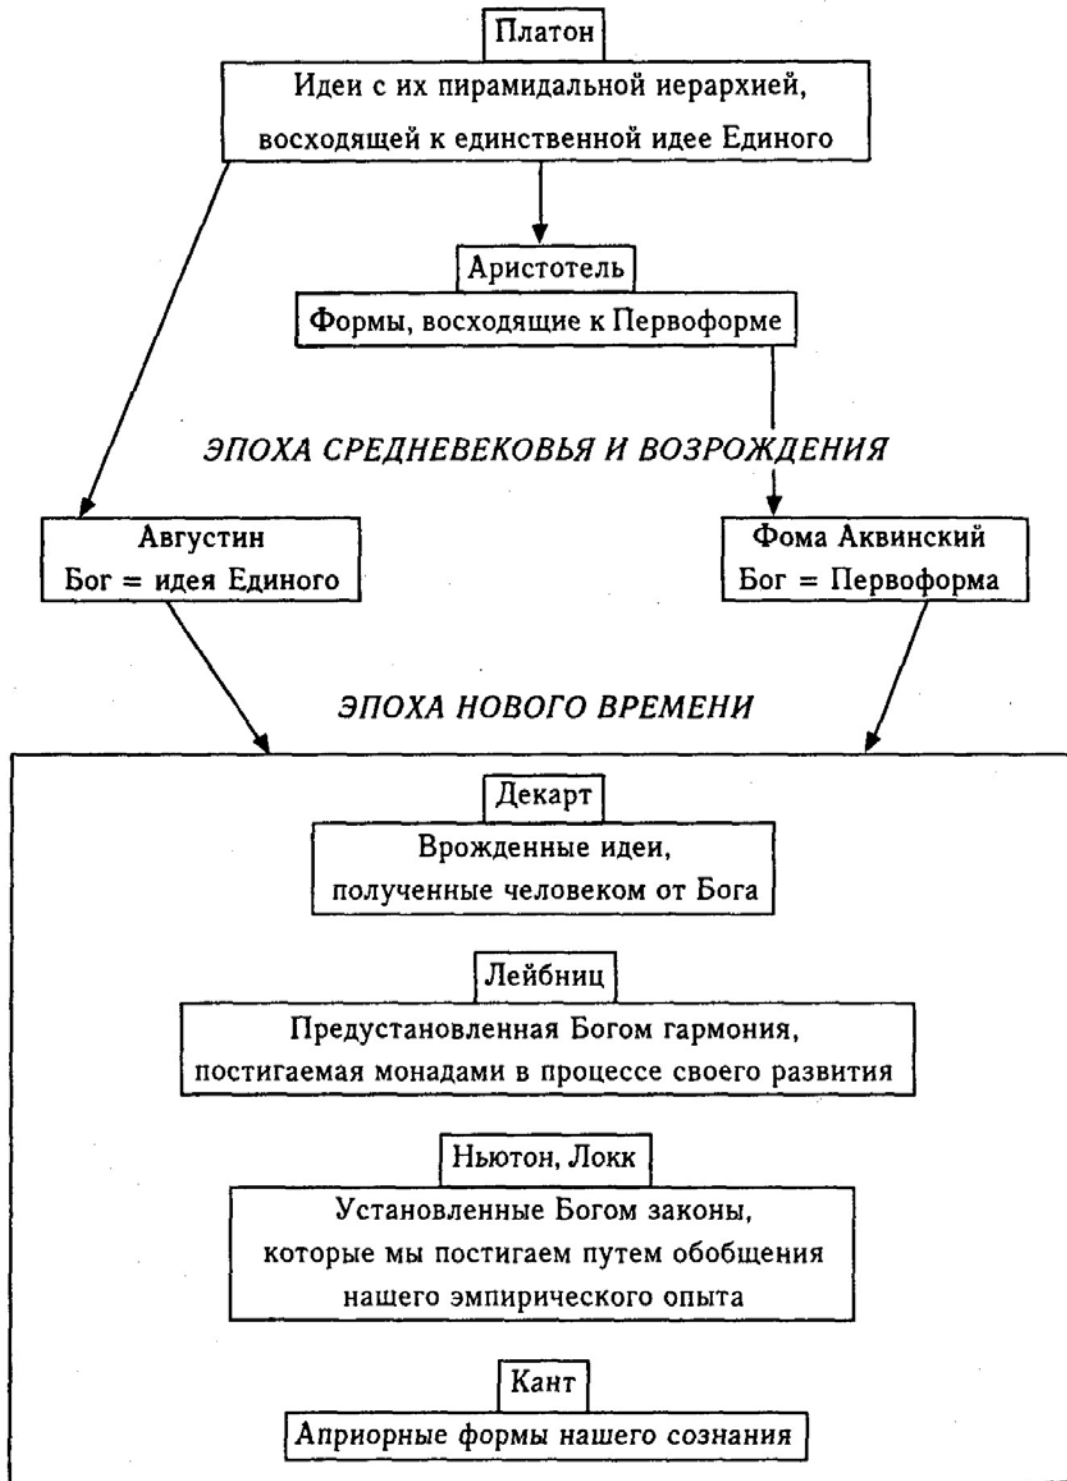 Платон
Идеи с их пирамидальной иерархией,
восходящей к единственной идее Единого
Аристотель
Формы, восходящие к Первоформе
ЭПОХА СРЕДНЕВЕКОВЬЯ И ВОЗРОЖДЕНИЯ
Августин
Бог = идея Единого
Фома Аквинский
Бог = Первоформа
ЭПОХА НОВОГО ВРЕМЕНИ
Декарт
Врожденные идеи,
полученные человеком от Бога
Лейбниц
Предустановленная Богом гармония,
постигаемая монадами в процессе своего развития
Ньютон, Локк
Установленные Богом законы,
которые мы постигаем путем обобщения
нашего эмпирического опыта
Кант
Априорные формы нашего сознания